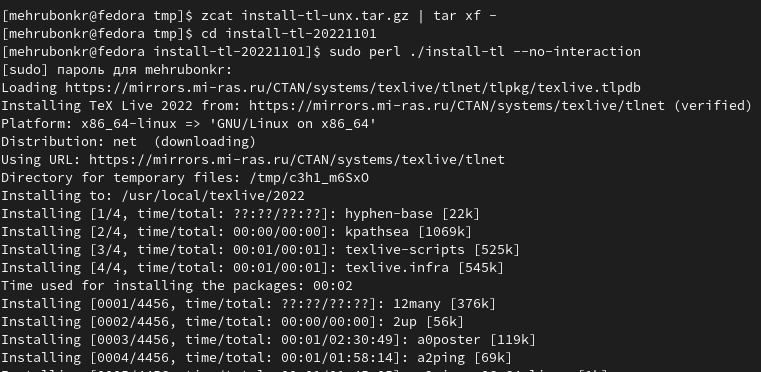 [mehrubonkr@fedora tmp]$ zcat install-tl-unx.tar.gz | tar xf -
[mehrubonkr@fedora tmp]$ cd install-tl-20221101
[mehrubonkr@fedora install-tl-20221101]$ sudo perl ./install-tl --no-interaction
[sudo] пароль для mehrubonkr:
Loading https://mirrors.mi-ras.ru/CTAN/systems/texlive/tlnet/tlpkg/texlive.tlpdb
Installing TeX Live 2022 from: https://mirrors.mi-ras.ru/CTAN/systems/texlive/tlnet (verified)
Platform: x86_64-linux => 'GNU/Linux on x86_64'
Distribution: net  (downloading)
Using URL: https://mirrors.mi-ras.ru/CTAN/systems/texlive/tlnet
Directory for temporary files: /tmp/c3h1_m6SxO
Installing to: /usr/local/texlive/2022
Installing [1/4, time/total: ??:??/??:??]: hyphen-base [22k]
Installing [2/4, time/total: 00:00/00:00]: kpathsea [1069k]
Installing [3/4, time/total: 00:01/00:01]: texlive-scripts [525k]
Installing [4/4, time/total: 00:01/00:01]: texlive.infra [545k]
Time used for installing the packages: 00:02
Installing [0001/4456, time/total: ??:??/??:??]: 12many [376k]
Installing [0002/4456, time/total: 00:00/00:00]: 2up [56k]
Installing [0003/4456, time/total: 00:01/02:30:49]: a0poster [119k]
Installing [0004/4456, time/total: 00:01/01:58:14]: a2ping [69k]